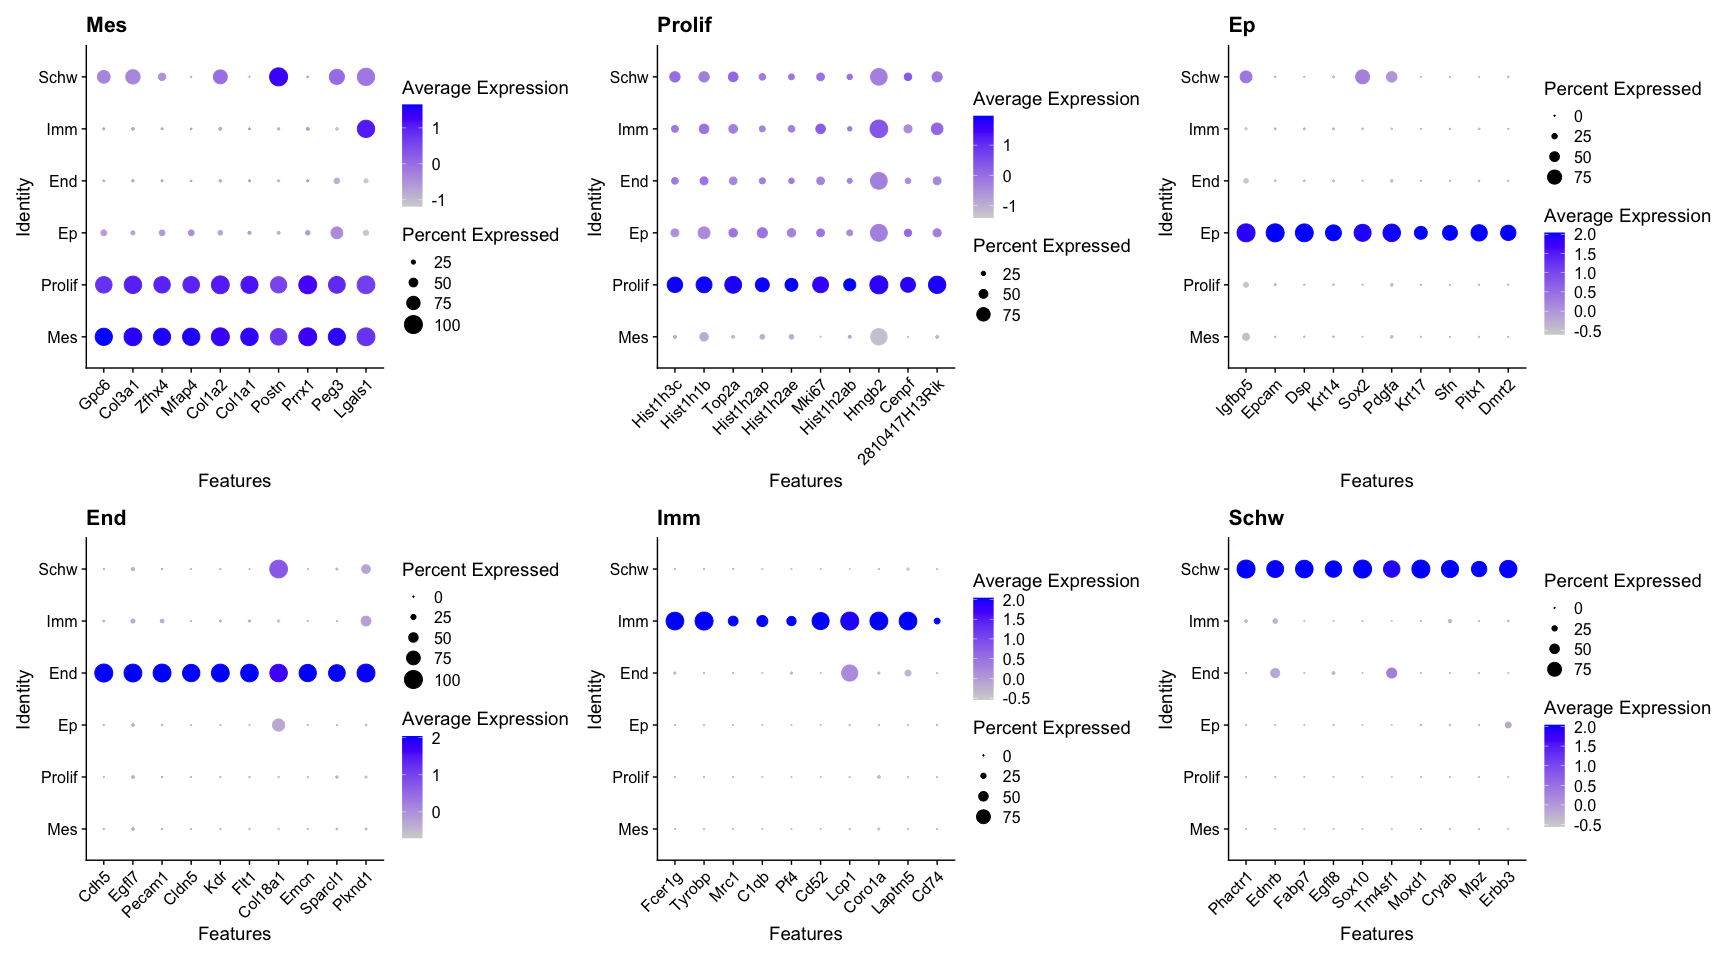 Mes
Identity
Schw
Imm
End
Ep
Prolif
Mes
Gpc6
Col3a1
Zfhx4
Mfap4
Col1a2
Col1a1
Postn
Prrx1
Peg3
Lgals1
Features
Average Expression
1
0
-1
Percent Expressed
25
50
75
100
Prolif
Identity
Schw
Imm
End
Ep
Prolif
Mes
Hist1h3c
Hist1h1b
Top2a
Hist1h2ap
Hist1h2ae
Mki67
Hist1h2ab
Hmgb2
Cenpf
2810417H13Rik
Features
Average Expression
1
0
-1
Percent Expressed
25
50
75
Ep
Identity
Schw
Imm
End
Ep
Prolif
Mes
Igfbp5
Epcam
Dsp
Krt14
Sox2
Pdgfa
Krt17
Sfn
Pitx1
Dmrt2
Features
Percent Expressed
0
25
50
75
Average Expression
2.0
1.5
1.0
0.5
0.0
-0.5
End
Identity
Schw
Imm
End
Ep
Prolif
Mes
Cdh5
Egfl7
Pecam1
Cldn5
Kdr
Flt1
Col18a1
Emcn
Sparcl1
Plxnd1
Features
Percent Expressed
0
25
50
75
100
Average Expression
2
1
0
Imm
Identity
Schw
Imm
End
Ep
Prolif
Mes
Fcer1g
Tyrobp
Mrc1
C1qb
Pf4
Cd52
Lcp1
Coro1a
Laptm5
Cd74
Features
Average Expression
2.0
1.5
1.0
0.5
0.0
-0.5
Percent Expressed
0
25
50
75
Schw
Identity
Schw
Imm
End
Ep
Prolif
Mes
Phactr1
Ednrb
Fabp7
Egfl8
Sox10
Tm4sf1
Moxd1
Cryab
Mpz
Erbb3
Features
Percent Expressed
0
25
50
75
Average Expression
2.0
1.5
1.0
0.5
0.0
-0.5